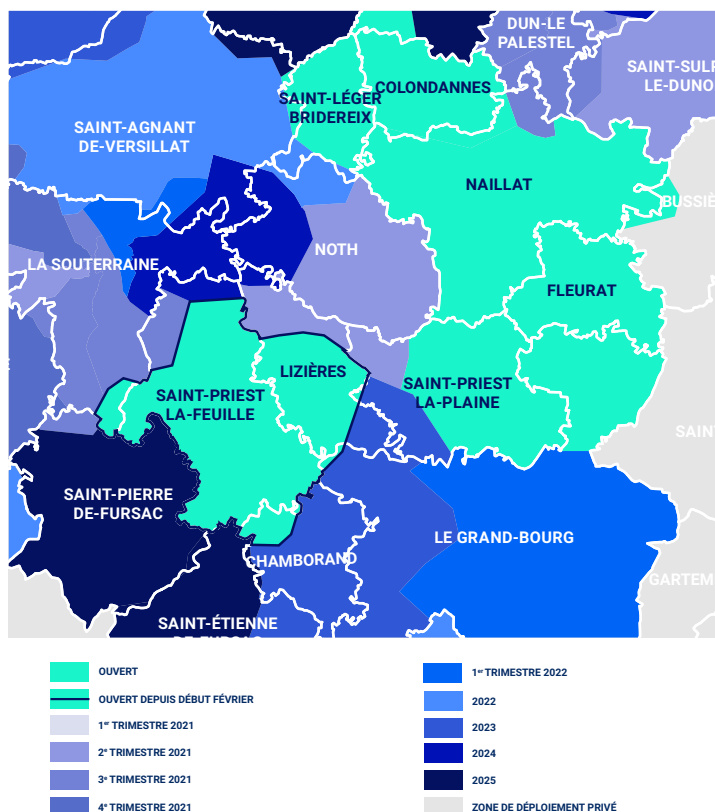 DUN-LE
PALESTEL
SAINT-SULP
LE-DUNO
COLONDANNES
SAINT-LÉGER
BRIDEREIX
SAINT-AGNANT
DE-VERSILLAT
NAILLAT
BUSSIÈ
NOTH
LA SOUTERRAINE
FLEURAT
LIZIÈRES
SAINT-PRIEST
LA-FEUILLE
SAINT-PRIEST
LA-PLAINE
SAINT
SAINT-PIERRE
DE-FURSAC
LE GRAND-BOURG
CHAMBORAND
GARTEM
SAINT-ÉTIENNE
DE-FURSAC
OUVERT
OUVERT DEPUIS DÉBUT FÉVRIER
1er TRIMESTRE 2021
2e TRIMESTRE 2021
3e TRIMESTRE 2021
4e TRIMESTRE 2021
1er TRIMESTRE 2022
2022
2023
2024
2025
ZONE DE DÉPLOIEMENT PRIVÉ